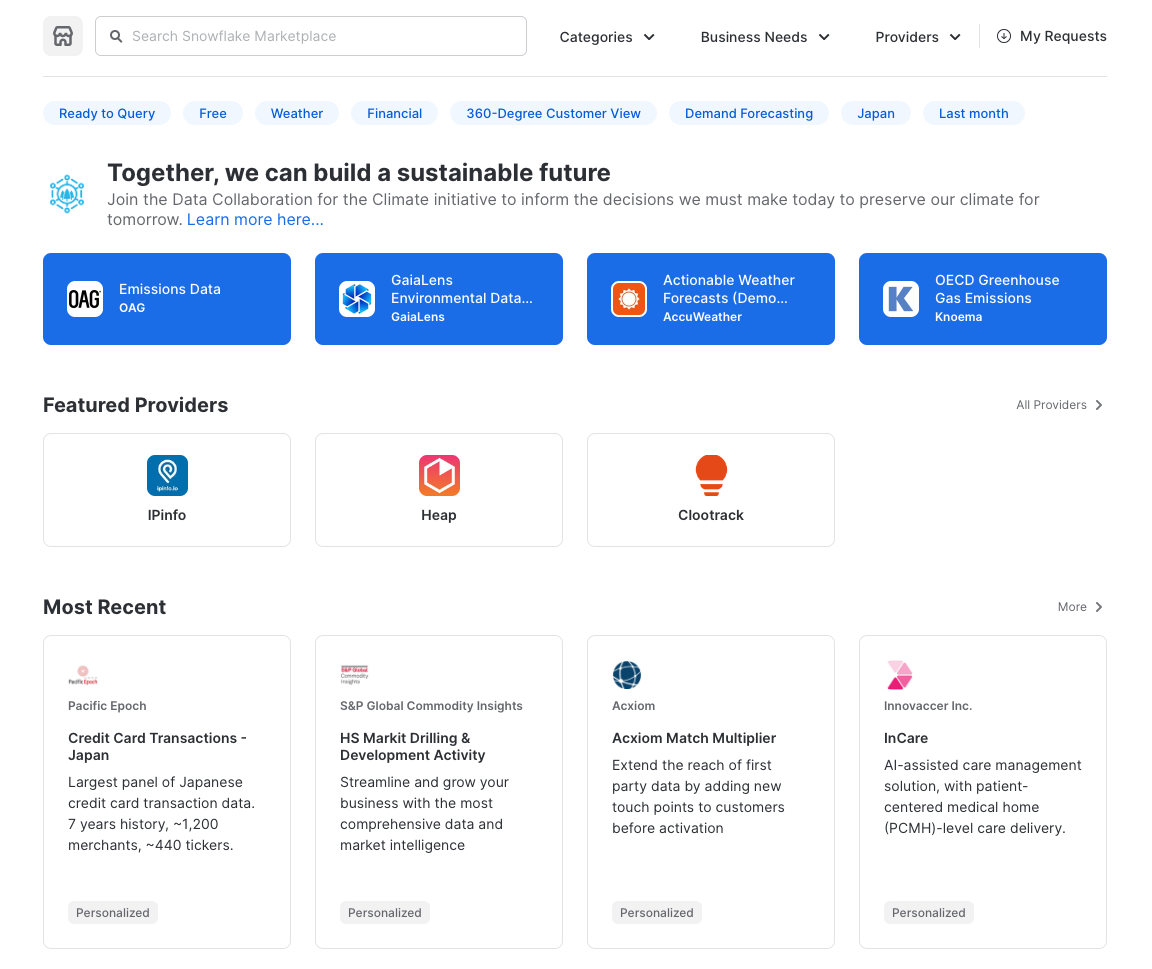 Search Snowflake Marketplace
Categories
Business Needs
Providers
My Requests
Ready to Query
Free
Weather
Financial
360-Degree Customer View
Demand Forecasting
Japan
Last month
Together, we can build a sustainable future
Join the Data Collaboration for the Climate initiative to inform the decisions we must make today to preserve our climate for
tomorrow. Learn more here...
OAG
Emissions Data
OAG
GaiaLens
Environmental Data...
GaiaLens
Actionable Weather
Forecasts (Demo...
AccuWeather
K
OECD Greenhouse
Gas Emissions
Knoema
Featured Providers
All Providers
ipinfo.io
IPinfo
Heap
Clootrack
Most Recent
More
Pacific Epoch
Pacific Epoch
Credit Card Transactions -
Japan
Largest panel of Japanese
credit card transaction data.
7 years history, ~1,200
merchants, ~440 tickers.
Personalized
S&P Global
Commodity
Insights
S&P Global Commodity Insights
HS Markit Drilling &
Development Activity
Streamline and grow your
business with the most
comprehensive data and
market intelligence
Personalized
Acxiom
Acxiom Match Multiplier
Extend the reach of first
party data by adding new
touch points to customers
before activation
Personalized
Innovaccer Inc.
InCare
AI-assisted care management
solution, with patient-
centered medical home
(PCMH)-level care delivery.
Personalized